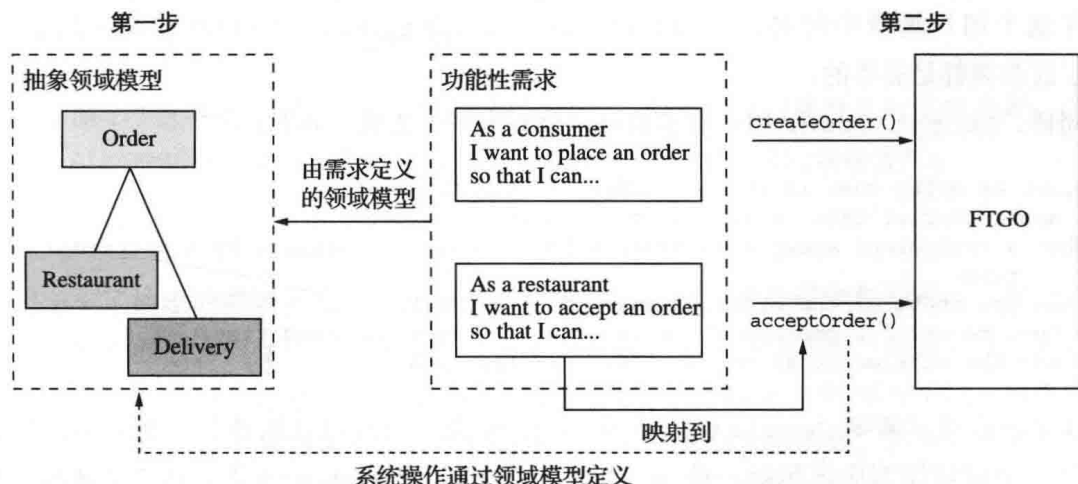 第一步
第二步
抽象领域模型
Order
Restaurant
Delivery
由需求定义
的领域模型
功能性需求
As a consumer
I want to place an order
so that I can...
As a restaurant
I want to accept an order
so that I can...
createOrder()
acceptOrder()
FTGO
映射到
系统操作通过领域模型定义